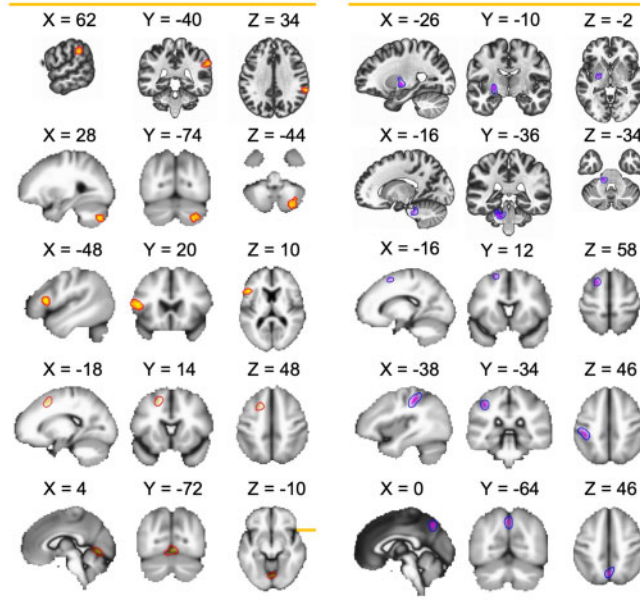 X = 62 Y = -40 Z = 34
X = -26 Y = -10 Z = -2
X = 28 Y = -74 Z = -44
X = -16 Y = -36 Z = -34
X = -48 Y = 20 Z = 10
X = -16 Y = 12 Z = 58
X = -18 Y = 14 Z = 48
X = -38 Y = -34 Z = 46
X = 4 Y = -72 Z = -10
X = 0 Y = -64 Z = 46